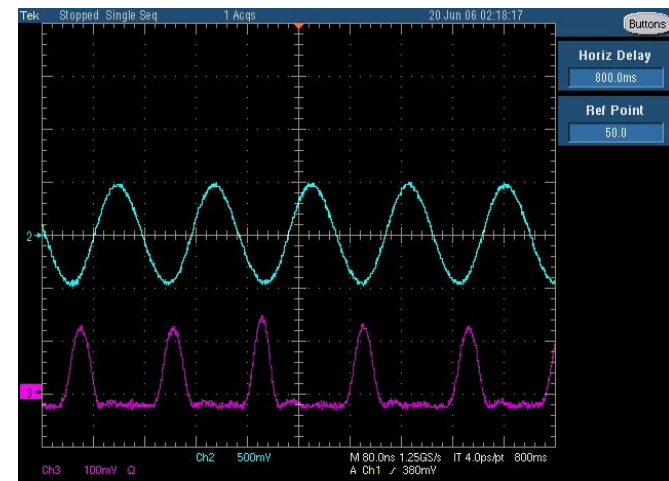 Tek Stopped Single Seq 1 Acqs 20 Jun 06 02:18:17
Buttons
Horiz Delay
800.0ms
Ref Point
50.0
2
3
Ch2 500mV M 80.0ns 1.25GS/s IT 4.0ps/pt 800ms
Ch3 100mV Ω A Ch1 ∕ 380mV